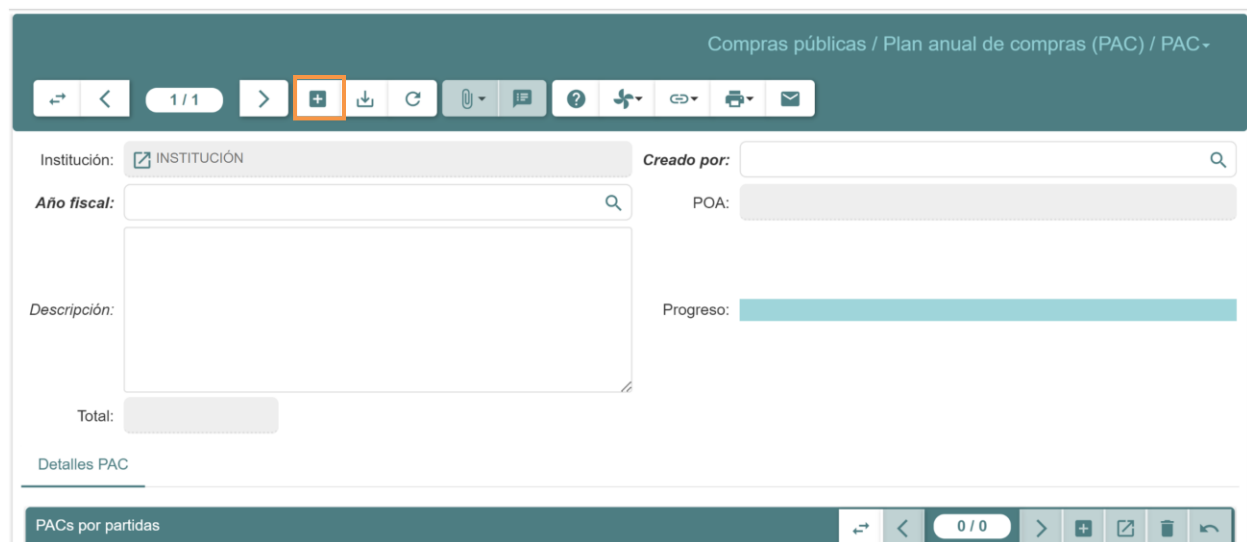 Compras públicas / Plan anual de compras (PAC) / PAC
1 / 1
Institución: INSTITUCIÓN
Creado por:
Año fiscal:
POA:
Descripción:
Progreso:
Total:
Detalles PAC
PACs por partidas
0 / 0